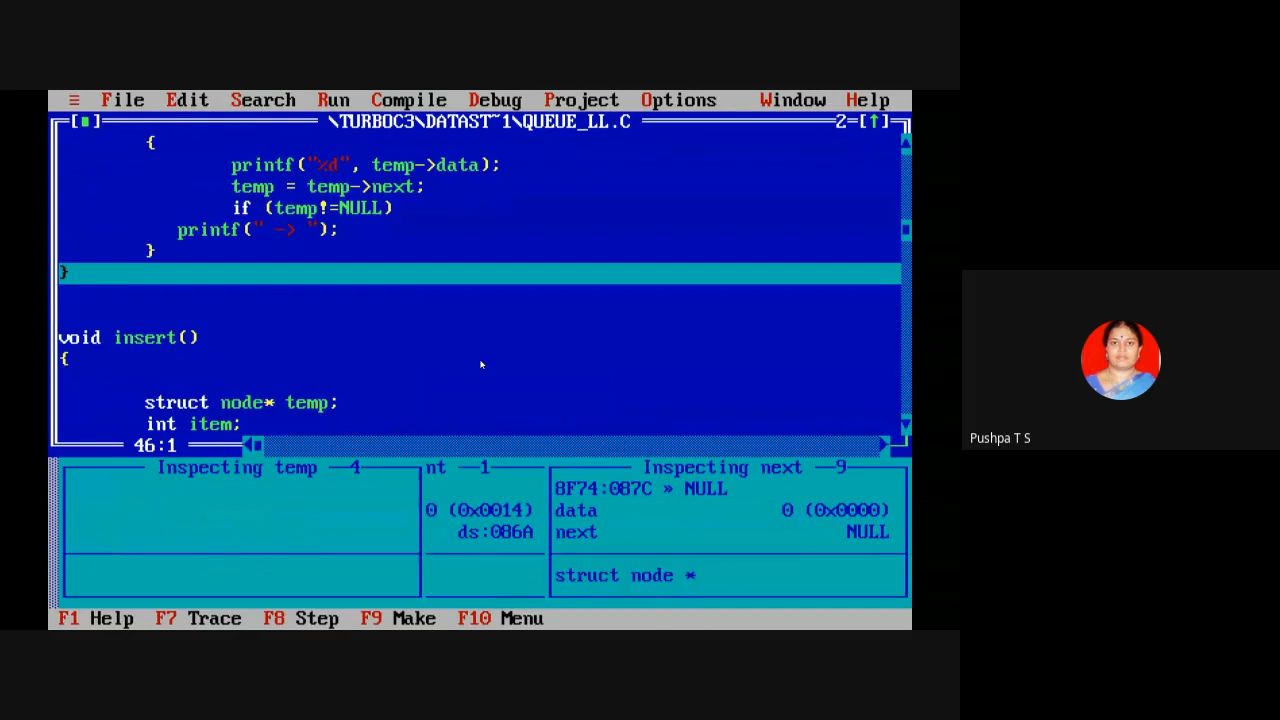 ≡ File Edit Search Run Compile Debug Project Options Window Help
[■] \TURBOC3\DATAST~1\QUEUE_LL.C 2=[↑]
{
printf("%d", temp->data);
temp = temp->next;
if (temp!=NULL)
printf(" -> ");
}
}
void insert()
{
struct node* temp;
int item;
46:1
Inspecting temp 4
nt 1
0 (0x0014)
ds:086A
Inspecting next 9
8F74:087C » NULL
data 0 (0x0000)
next NULL
struct node *
F1 Help F7 Trace F8 Step F9 Make F10 Menu
Pushpa T S